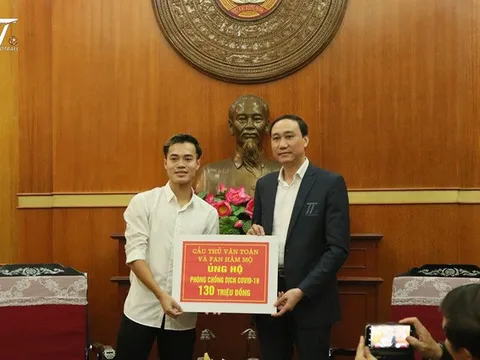 CẦU THỦ VĂN TOÀN
VÀ FAN HÂM MỘ
ỦNG HỘ
PHÒNG CHỐNG DỊCH COVID-19
130 TRIỆU ĐỒNG